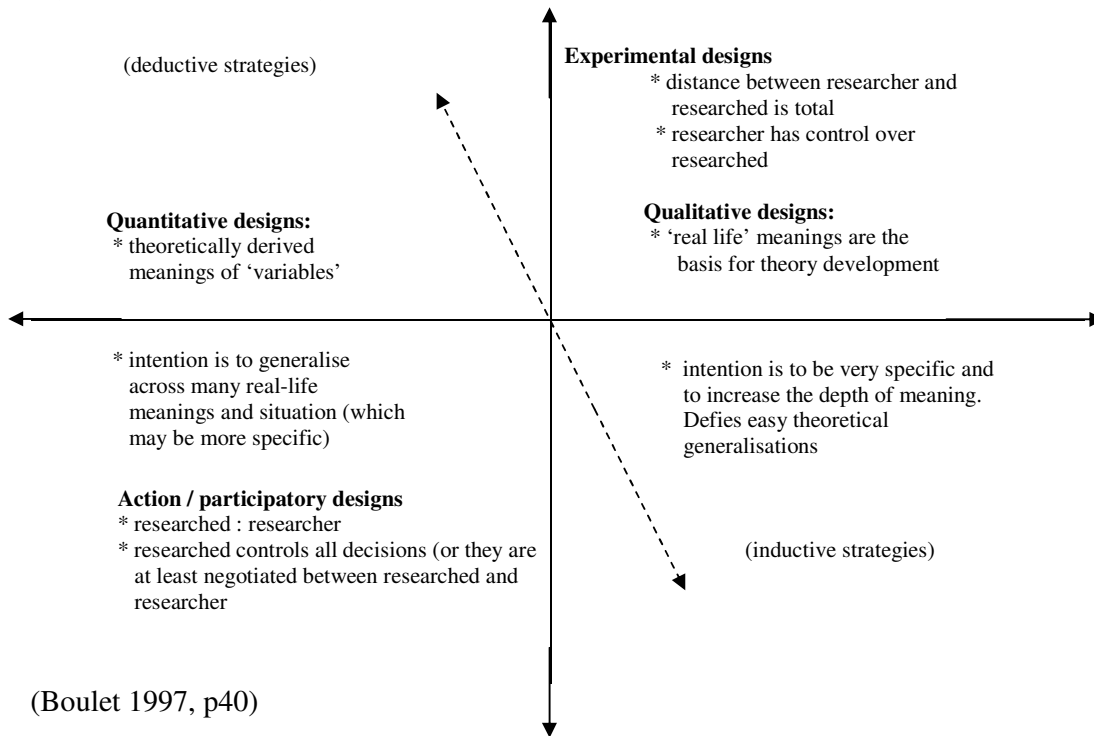 (deductive strategies)
Experimental designs
* distance between researcher and
researched is total
* researcher has control over
researched
Quantitative designs:
* theoretically derived
meanings of ‘variables’
Qualitative designs:
* ‘real life’ meanings are the
basis for theory development
* intention is to generalise
across many real-life
meanings and situation (which
may be more specific)
* intention is to be very specific and
to increase the depth of meaning.
Defies easy theoretical
generalisations
Action / participatory designs
* researched : researcher
* researched controls all decisions (or they are
at least negotiated between researched and
researcher
(inductive strategies)
(Boulet 1997, p40)